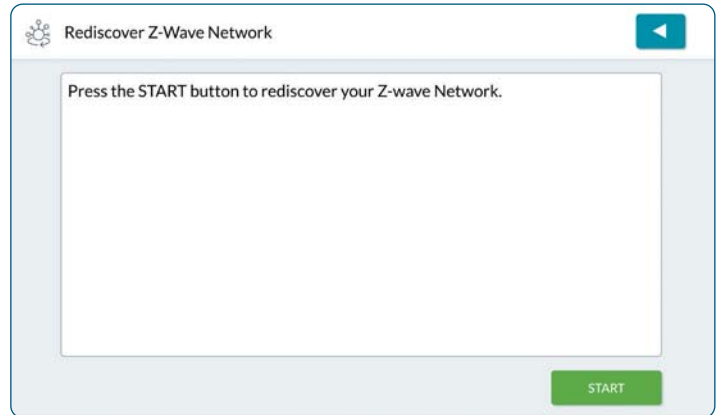 Rediscover Z-Wave Network
Press the START button to rediscover your Z-wave Network.
START